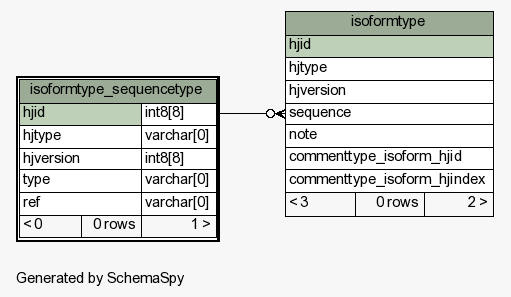 isoformtype
hjid
hjtype
hjversion
sequence
note
commenttype_isoform_hjid
commenttype_isoform_hjindex
< 3 0 rows 2 >
isoformtype_sequencetype
hjid int8[8]
hjtype varchar[0]
hjversion int8[8]
type varchar[0]
ref varchar[0]
< 0 0 rows 1 >
Generated by SchemaSpy